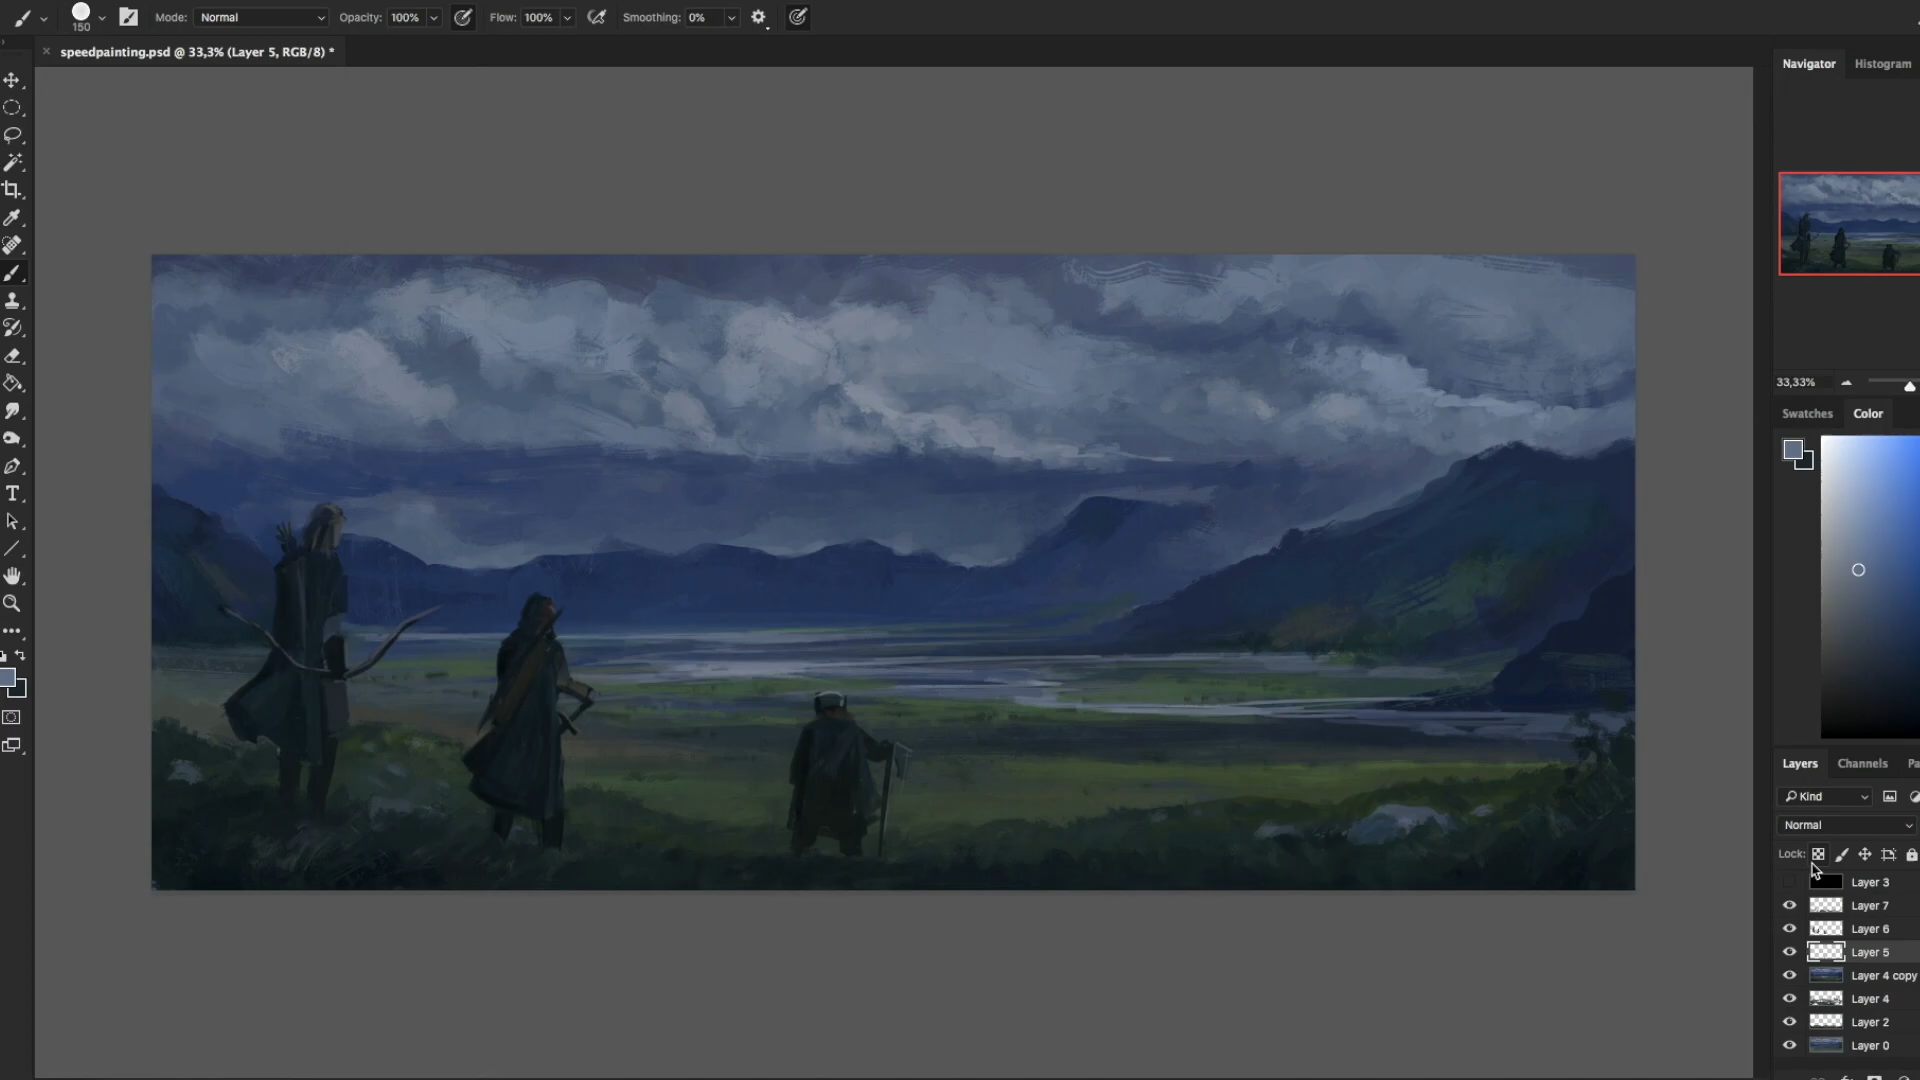 Mode: Normal Opacity: 100% Flow: 100% Smoothing: 0%
150
speedpainting.psd @ 33,3% (Layer 5, RGB/8) *
Navigator Histogram
33,33%
Swatches Color
Layers Channels Pa
Kind
Normal
Lock:
Layer 3
Layer 7
Layer 6
Layer 5
Layer 4 copy
Layer 4
Layer 2
Layer 0